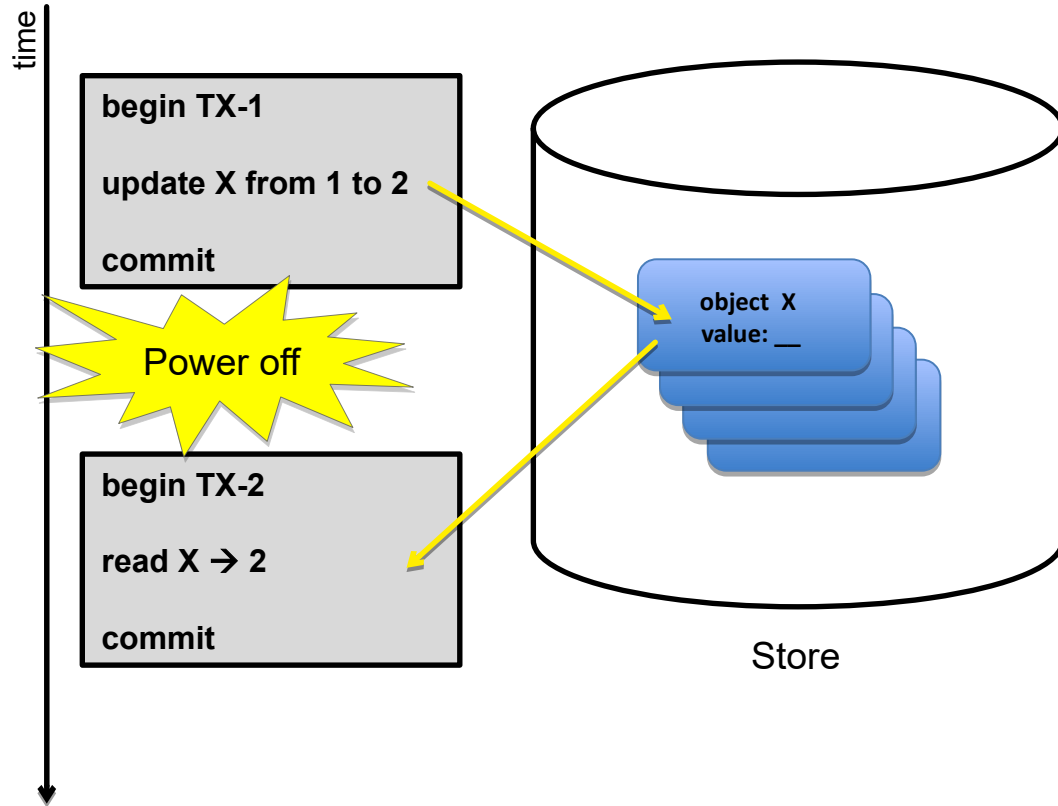 time
begin TX-1
update X from 1 to 2
commit
Power off
begin TX-2
read X → 2
commit
object X
value: __
Store